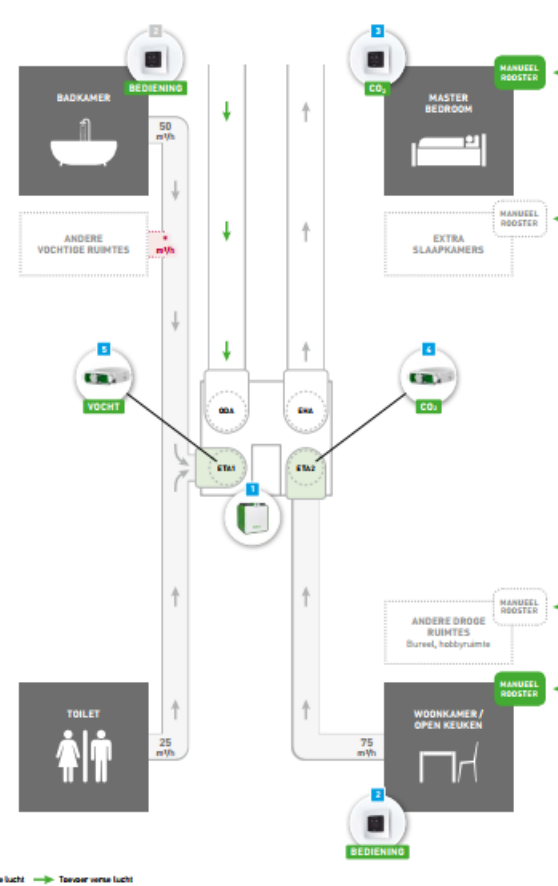 2
BEDIENING
BADKAMER
50
m³/h
ANDERE
VOCHTIGE RUIMTES
*
m³/h
3
CO₂
MANUEEL
ROOSTER
MASTER
BEDROOM
MANUEEL
ROOSTER
EXTRA
SLAAPKAMERS
5
VOCHT
4
CO₂
ODA
EHA
ETA1
ETA2
1
MANUEEL
ROOSTER
ANDERE DROGE
RUIMTES
Bureel, hobbyruimte
TOILET
25
m³/h
MANUEEL
ROOSTER
WOONKAMER /
OPEN KEUKEN
75
m³/h
2
BEDIENING
lucht
Toevoer verse lucht